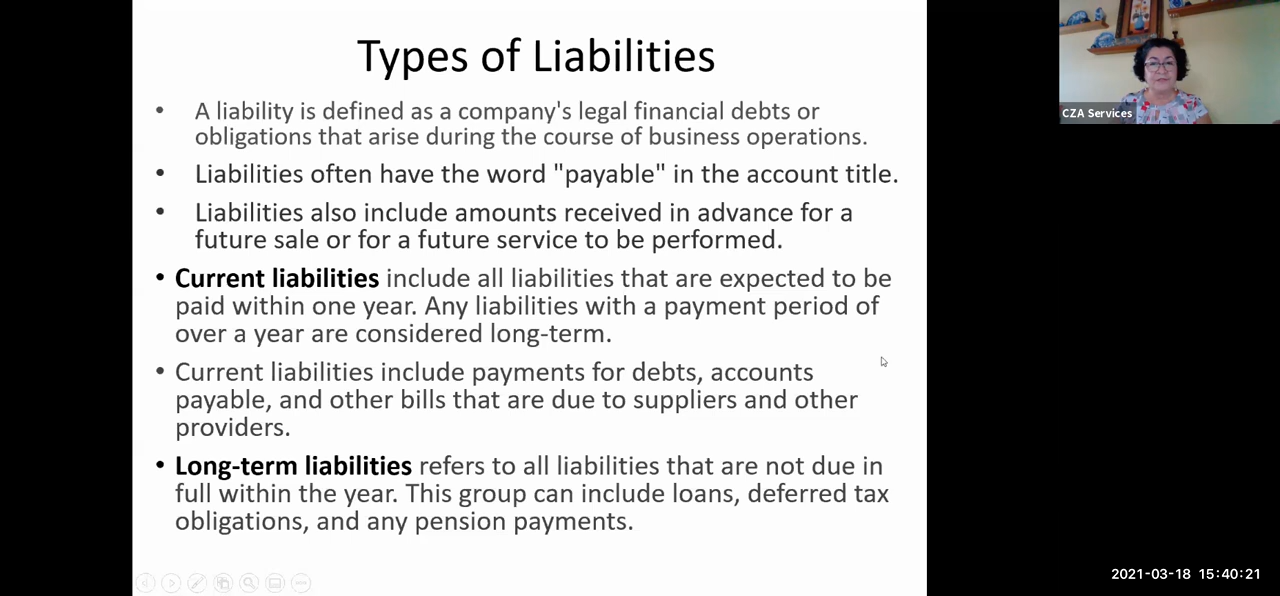 Types of Liabilities
• A liability is defined as a company's legal financial debts or
obligations that arise during the course of business operations.
• Liabilities often have the word "payable" in the account title.
• Liabilities also include amounts received in advance for a
future sale or for a future service to be performed.
• Current liabilities include all liabilities that are expected to be
paid within one year. Any liabilities with a payment period of
over a year are considered long-term.
• Current liabilities include payments for debts, accounts
payable, and other bills that are due to suppliers and other
providers.
• Long-term liabilities refers to all liabilities that are not due in
full within the year. This group can include loans, deferred tax
obligations, and any pension payments.
CZA Services
2021-03-18 15:40:21